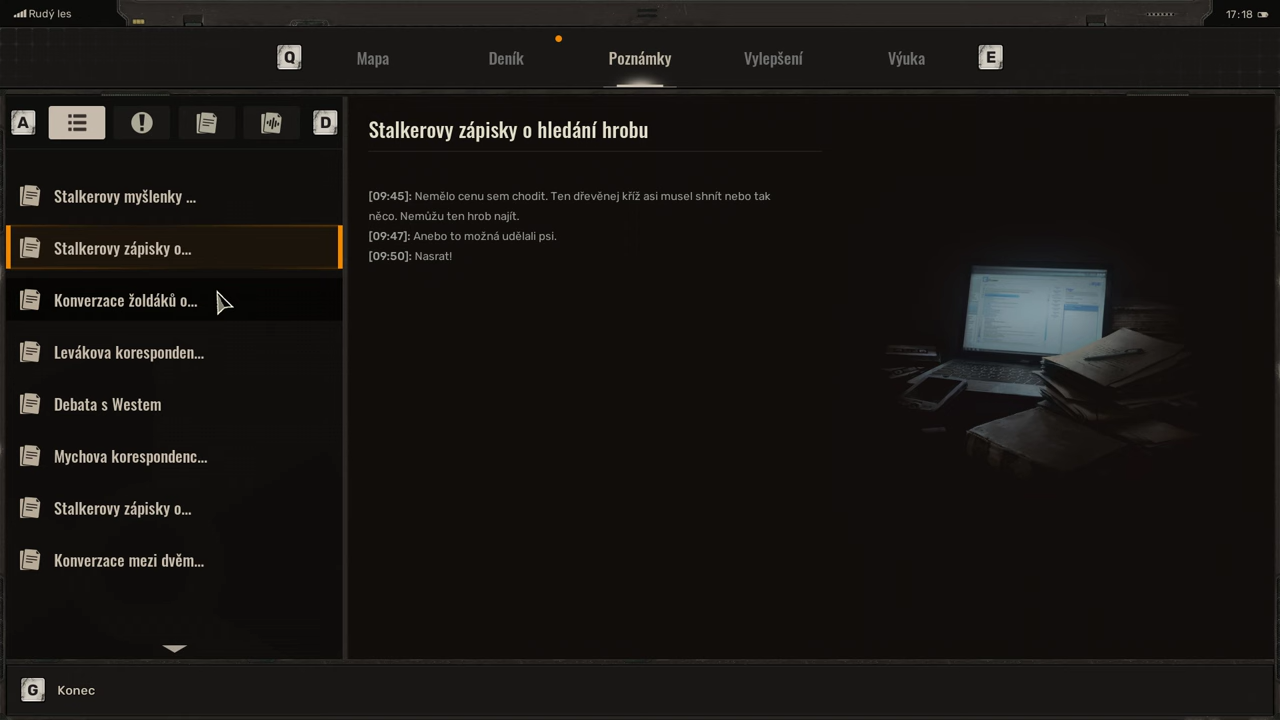 Rudý les
17:18
Q
Mapa
Deník
Poznámky
Vylepšení
Výuka
E
A
D
Stalkerovy myšlenky ...
Stalkerovy zápisky o...
Konverzace žoldáků o...
Levákova koresponden...
Debata s Westem
Mychova korespondenc...
Stalkerovy zápisky o...
Konverzace mezi dvěm...
Stalkerovy zápisky o hledání hrobu
[09:45]: Nemělo cenu sem chodit. Ten dřevěnej kříž asi musel shnít nebo tak
něco. Nemůžu ten hrob najít.
[09:47]: Anebo to možná udělali psi.
[09:50]: Nasrat!
G
Konec